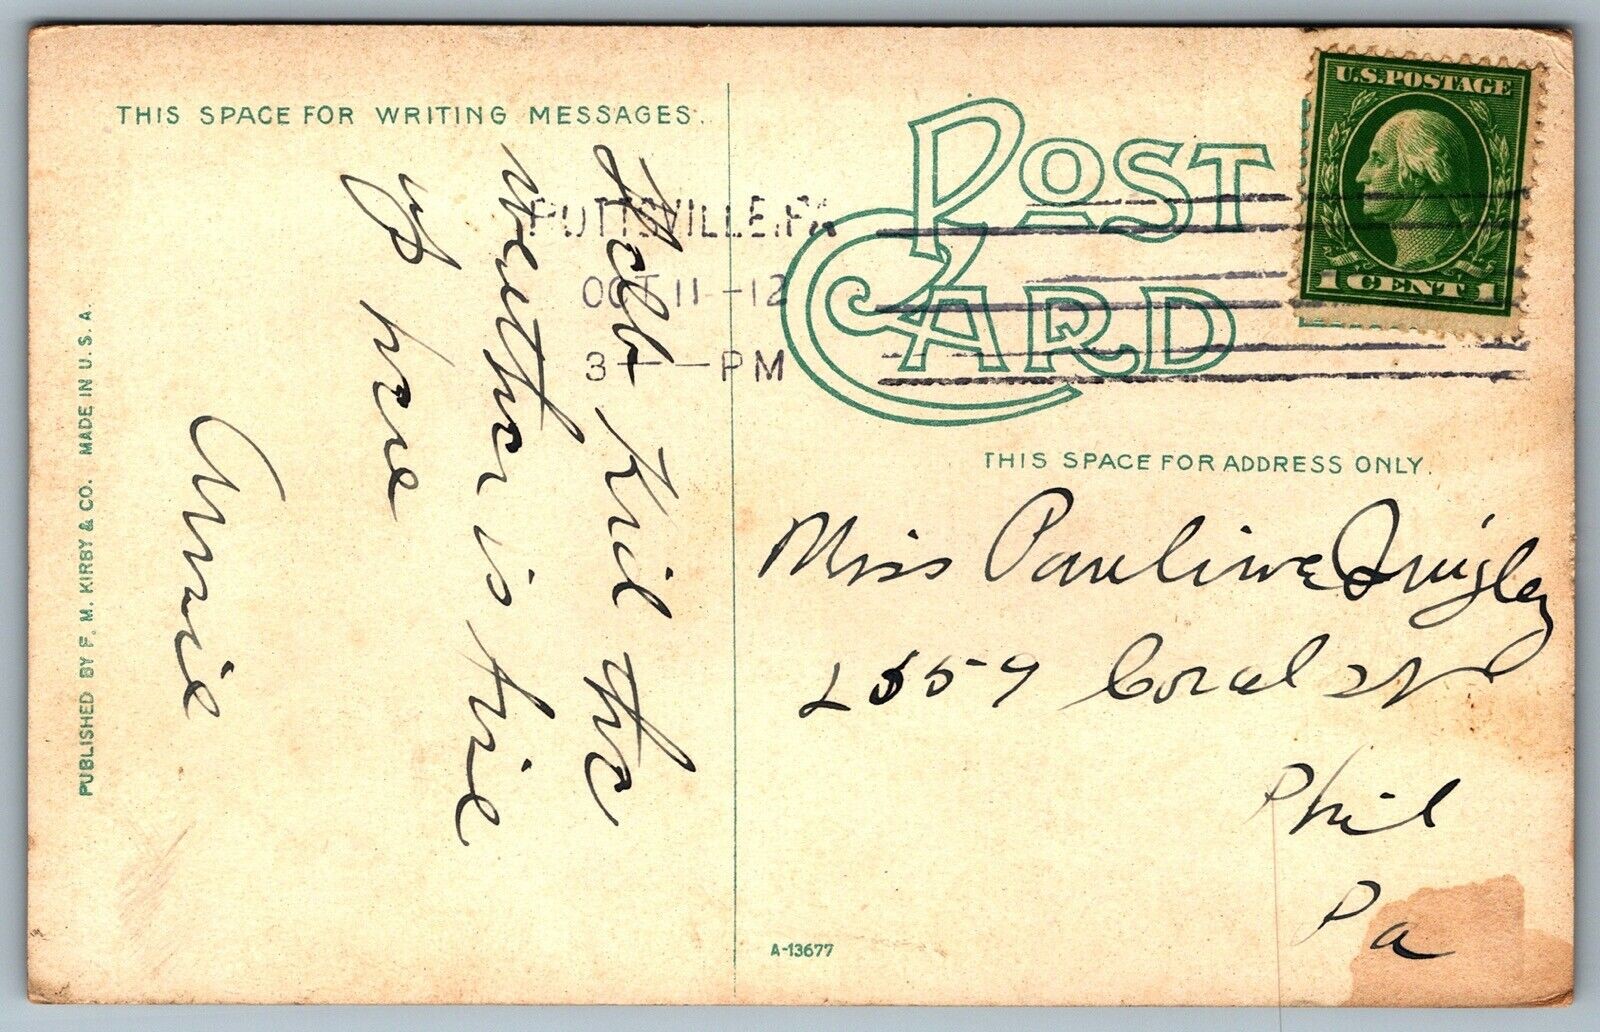 THIS SPACE FOR WRITING MESSAGES.
the
weather is fine
up here
Annie
PUBLISHED BY F. M. KIRBY & CO. MADE IN U. S. A.
POTTSVILLE, PA
OCT 11 - 12
3 - PM
POST CARD
U.S. POSTAGE
1 CENT 1
THIS SPACE FOR ADDRESS ONLY.
Miss Pauline Quigley
2559 Coral St
Phil
Pa
A-13677